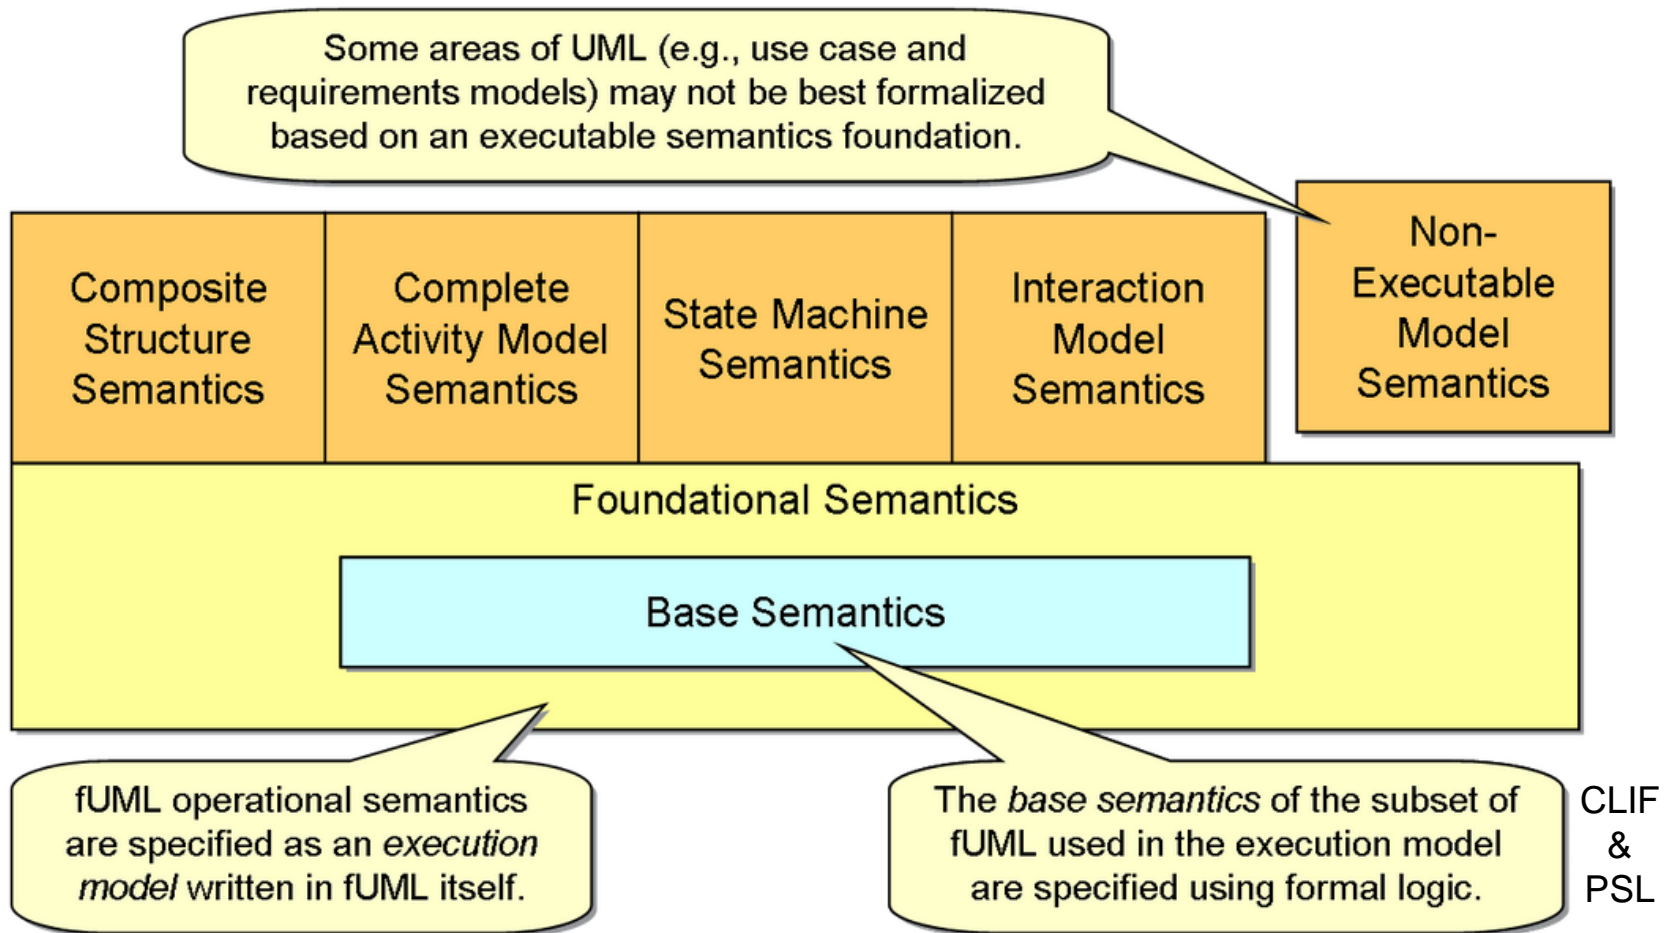 Some areas of UML (e.g., use case and
requirements models) may not be best formalized
based on an executable semantics foundation.
Composite
Structure
Semantics
Complete
Activity Model
Semantics
State Machine
Semantics
Interaction
Model
Semantics
Non-
Executable
Model
Semantics
Foundational Semantics
Base Semantics
fUML operational semantics
are specified as an execution
model written in fUML itself.
The base semantics of the subset of
fUML used in the execution model
are specified using formal logic.
CLIF
&
PSL